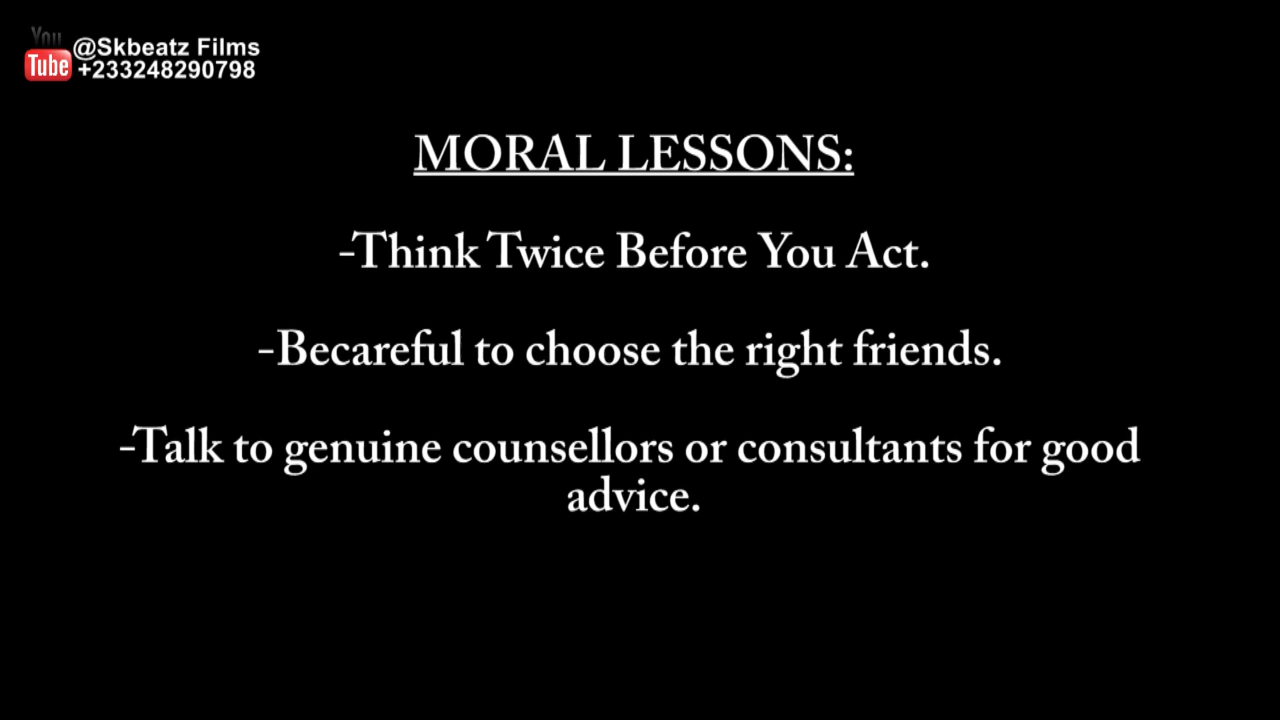 You
Tube
@Skbeatz Films
+233248290798
MORAL LESSONS:
-Think Twice Before You Act.
-Becareful to choose the right friends.
-Talk to genuine counsellors or consultants for good
advice.